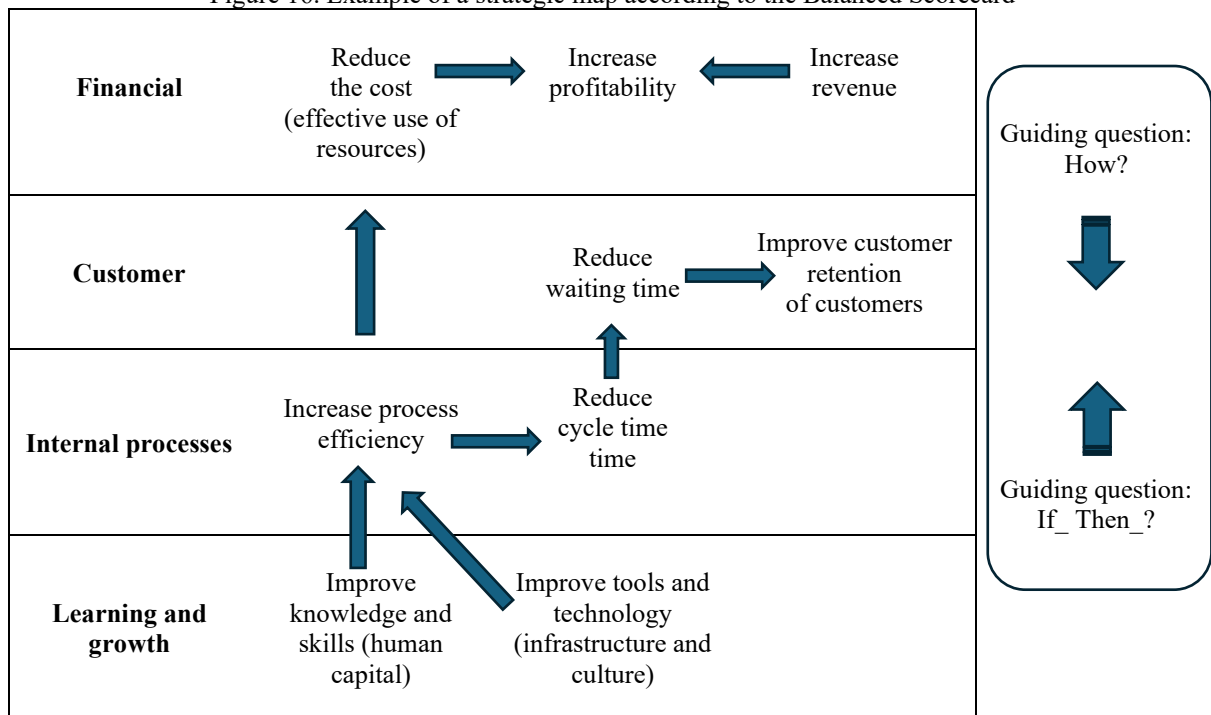 Figure 10. Example of a strategic map according to the Balanced Scorecard
Financial
Reduce
the cost
(effective use of
resources)
Increase
profitability
Increase
revenue
Customer
Reduce
waiting time
Improve customer
retention
of customers
Internal processes
Increase process
efficiency
Reduce
cycle time
time
Learning and
growth
Improve
knowledge and
skills (human
capital)
Improve tools and
technology
(infrastructure and
culture)
Guiding question:
How?
Guiding question:
If_ Then_?